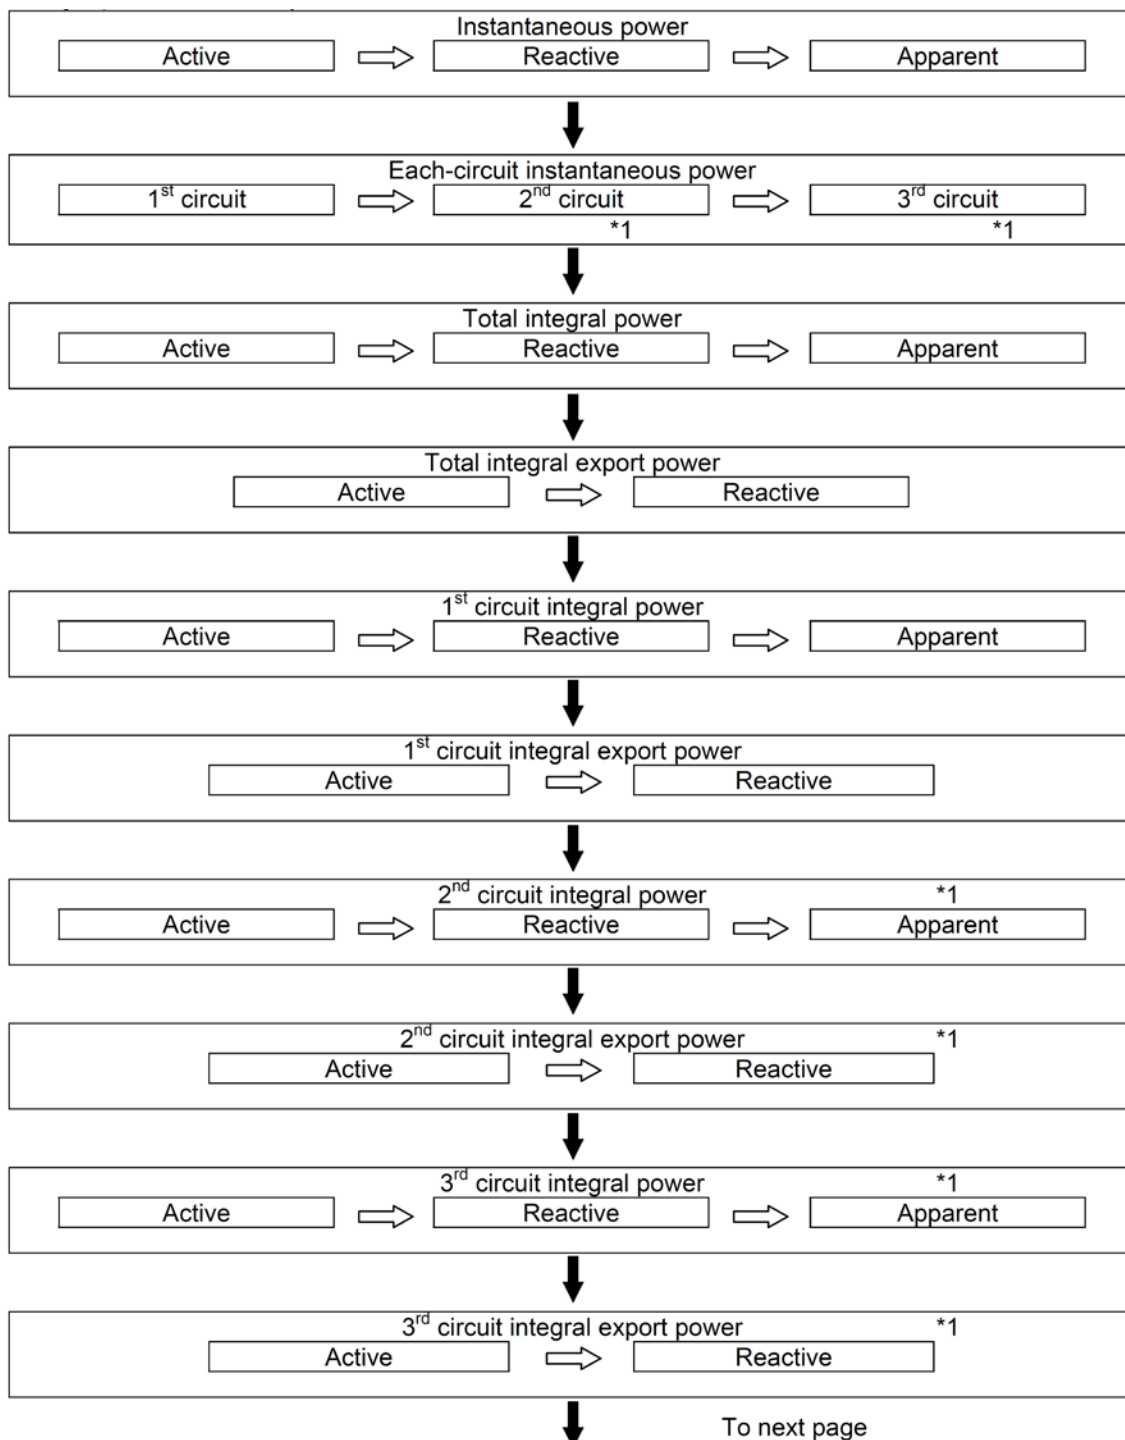 Instantaneous power
Active Reactive Apparent
Each-circuit instantaneous power
1st circuit 2nd circuit 3rd circuit
*1 *1
Total integral power
Active Reactive Apparent
Total integral export power
Active Reactive
1st circuit integral power
Active Reactive Apparent
1st circuit integral export power
Active Reactive
2nd circuit integral power *1
Active Reactive Apparent
2nd circuit integral export power *1
Active Reactive
3rd circuit integral power *1
Active Reactive Apparent
3rd circuit integral export power *1
Active Reactive
To next page